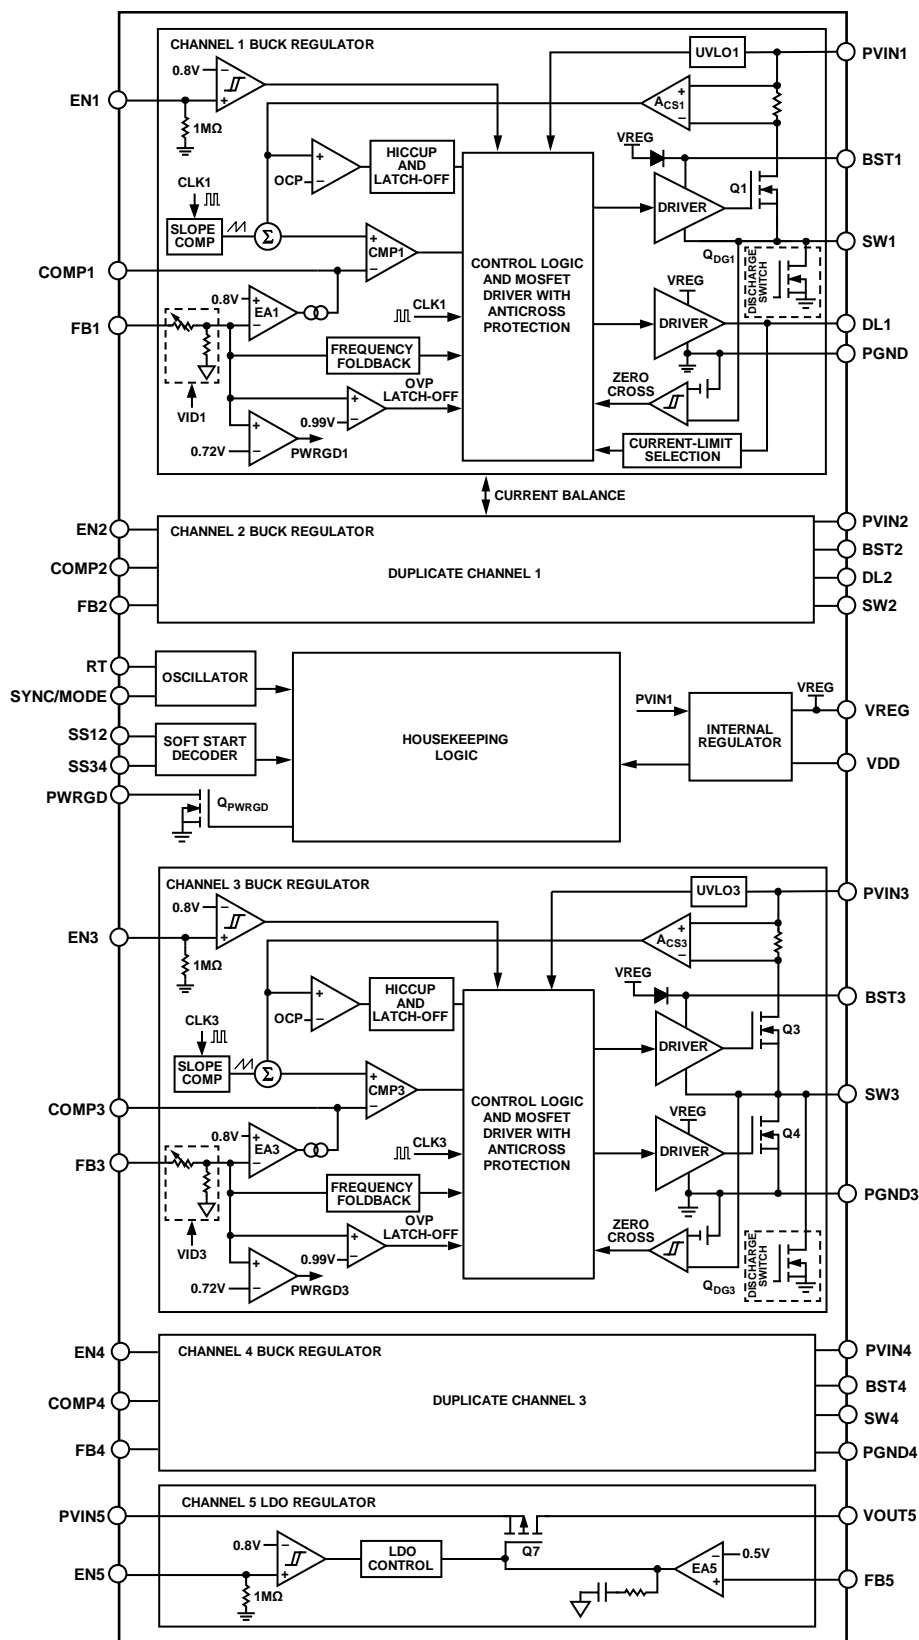 CHANNEL 1 BUCK REGULATOR
UVLO1
PVIN1
0.8V
−
+
EN1
1MΩ
ACS1
+
−
VREG
BST1
HICCUP
AND
LATCH-OFF
+
OCP
−
Q1
CLK1
DRIVER
SLOPE
COMP
Σ
+
CMP1
−
SW1
CONTROL LOGIC
AND MOSFET
DRIVER WITH
ANTICROSS
PROTECTION
QDG1
DISCHARGE
SWITCH
COMP1
0.8V
+
EA1
−
CLK1
VREG
FB1
DRIVER
DL1
FREQUENCY
FOLDBACK
PGND
ZERO
CROSS
OVP
LATCH-OFF
VID1
+
0.99V
−
+
0.72V
−
PWRGD1
CURRENT-LIMIT
SELECTION
CURRENT BALANCE
EN2
CHANNEL 2 BUCK REGULATOR
PVIN2
BST2
COMP2
DUPLICATE CHANNEL 1
DL2
FB2
SW2
RT
OSCILLATOR
SYNC/MODE
PVIN1
VREG
INTERNAL
REGULATOR
VREG
SS12
SOFT START
DECODER
HOUSEKEEPING
LOGIC
SS34
VDD
PWRGD
QPWRGD
CHANNEL 3 BUCK REGULATOR
UVLO3
PVIN3
0.8V
−
+
EN3
1MΩ
ACS3
+
−
VREG
BST3
HICCUP
AND
LATCH-OFF
+
OCP
−
Q3
CLK3
DRIVER
SLOPE
COMP
Σ
+
CMP3
−
SW3
CONTROL LOGIC
AND MOSFET
DRIVER WITH
ANTICROSS
PROTECTION
COMP3
0.8V
+
EA3
−
CLK3
VREG
Q4
FB3
DRIVER
FREQUENCY
FOLDBACK
PGND3
ZERO
CROSS
OVP
LATCH-OFF
VID3
+
0.99V
−
+
0.72V
−
PWRGD3
QDG3
DISCHARGE
SWITCH
EN4
CHANNEL 4 BUCK REGULATOR
PVIN4
BST4
COMP4
DUPLICATE CHANNEL 3
SW4
FB4
PGND4
CHANNEL 5 LDO REGULATOR
PVIN5
VOUT5
0.8V
−
+
LDO
CONTROL
Q7
−
0.5V
EA5
+
EN5
1MΩ
FB5